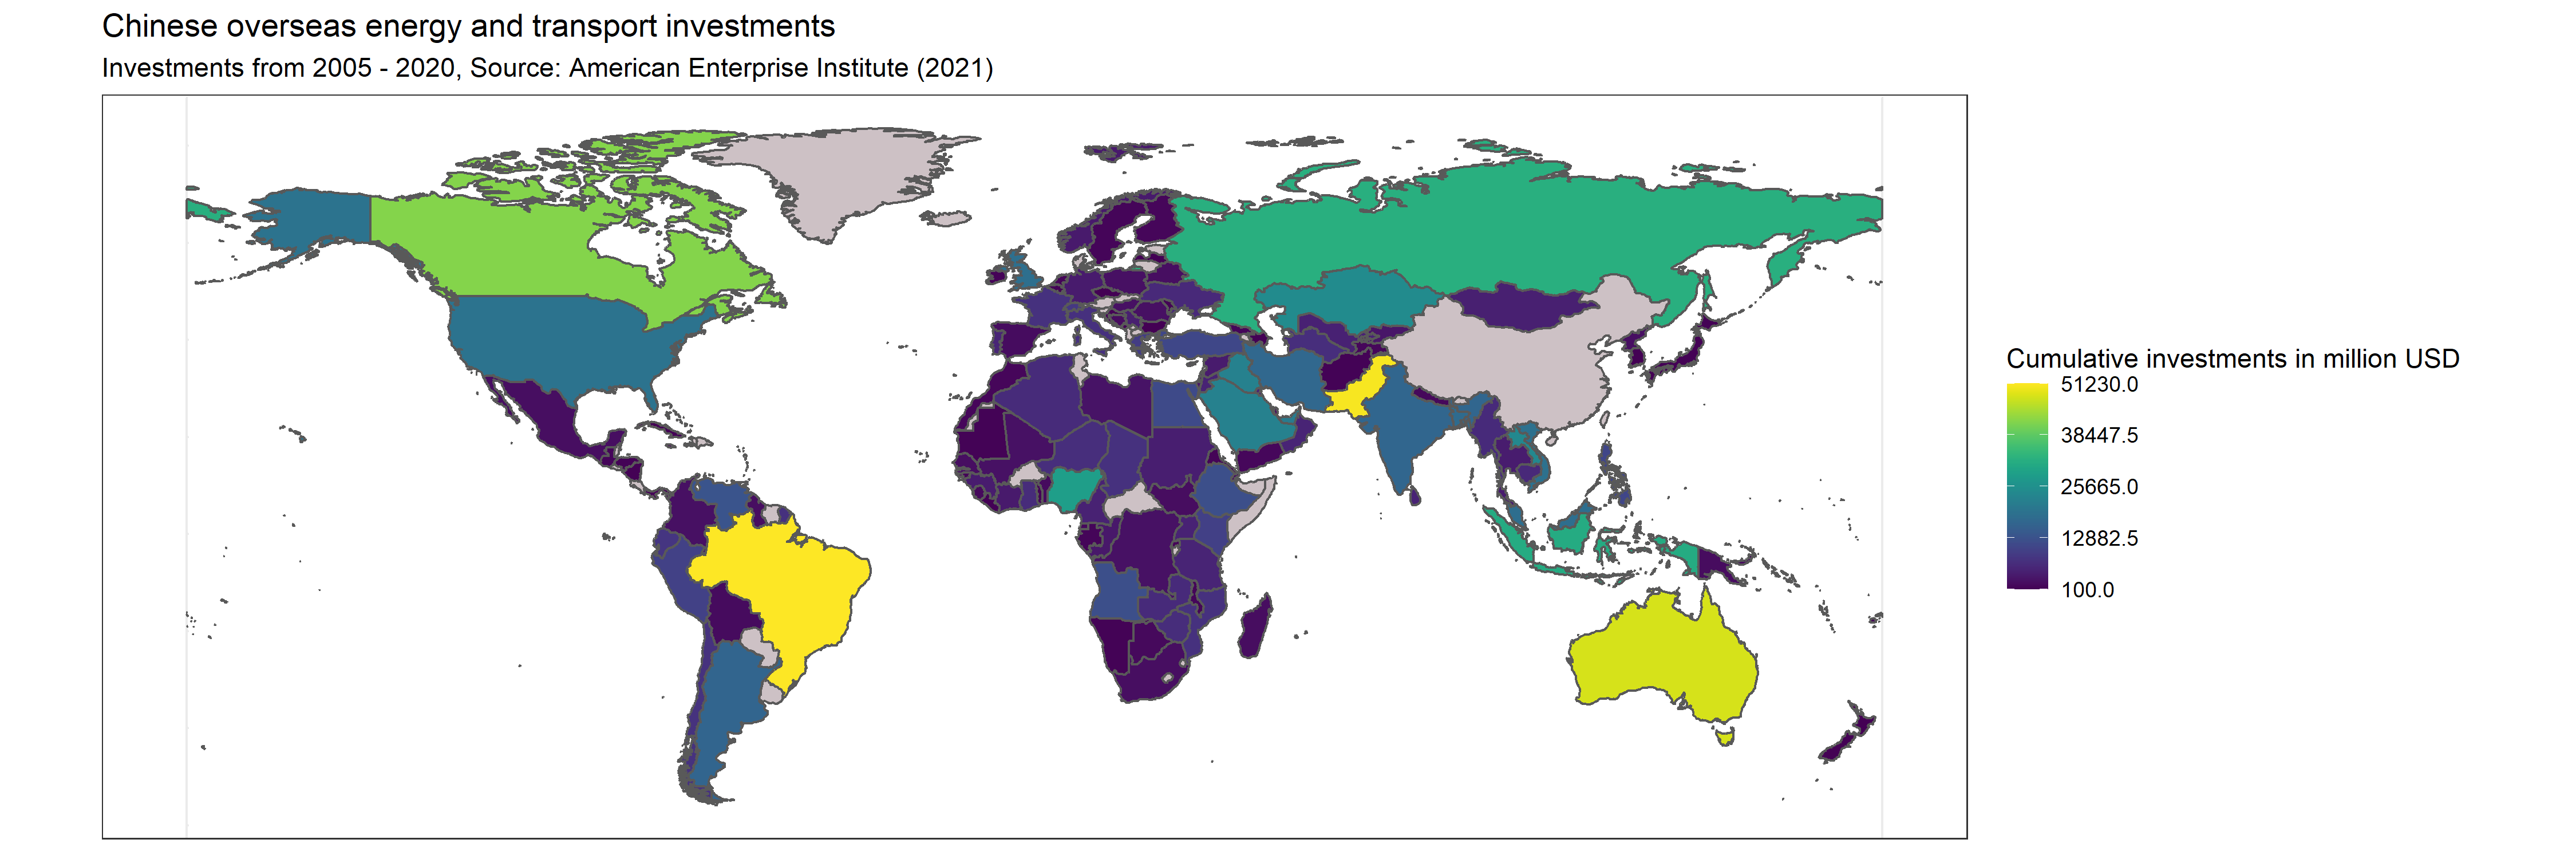 Chinese overseas energy and transport investments
Investments from 2005 - 2020, Source: American Enterprise Institute (2021)
Cumulative investments in million USD
51230.0
38447.5
25665.0
12882.5
100.0